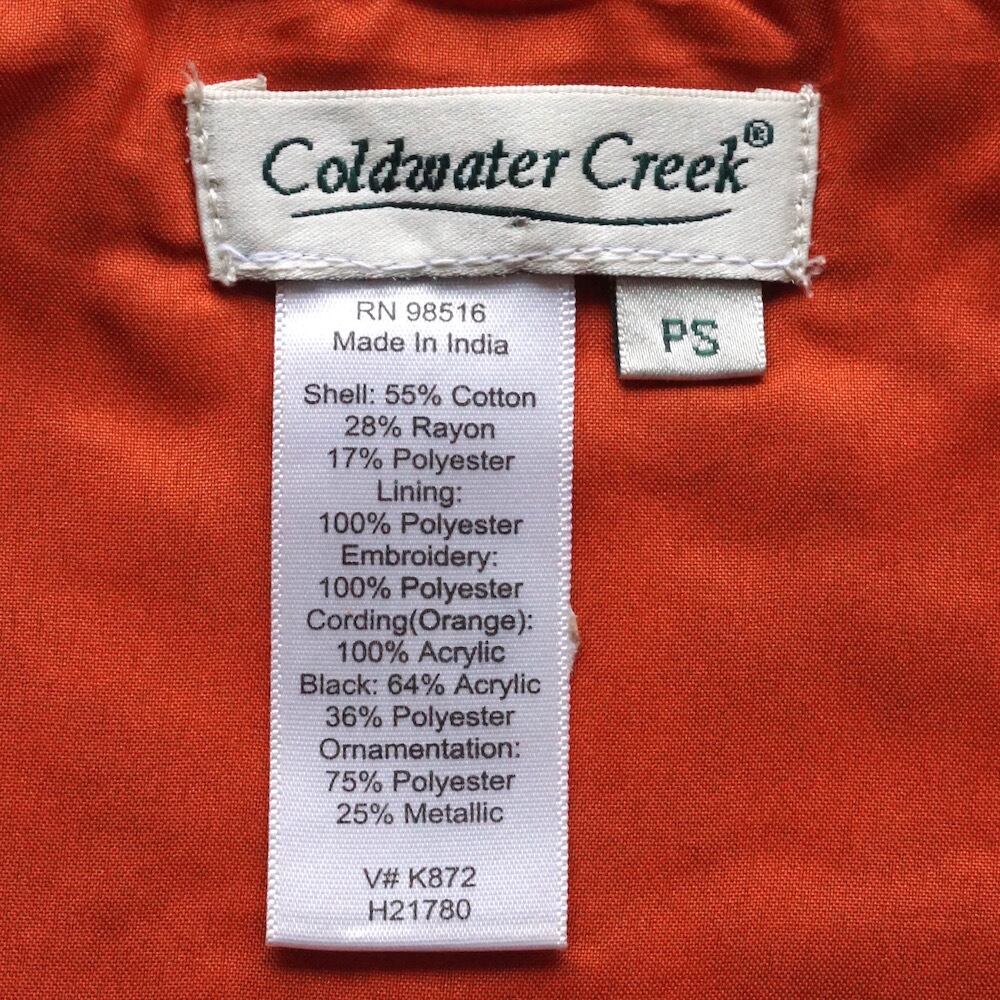 Coldwater Creek®
RN 98516
Made In India
PS
Shell: 55% Cotton
28% Rayon
17% Polyester
Lining:
100% Polyester
Embroidery:
100% Polyester
Cording(Orange):
100% Acrylic
Black: 64% Acrylic
36% Polyester
Ornamentation:
75% Polyester
25% Metallic
V# K872
H21780